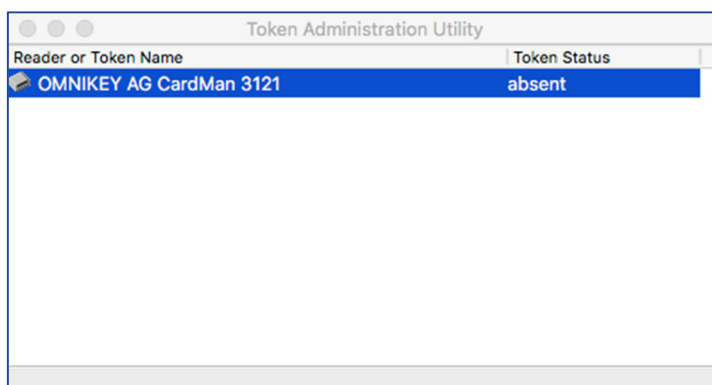 Token Administration Utility
Reader or Token Name Token Status
OMNIKEY AG CardMan 3121 absent